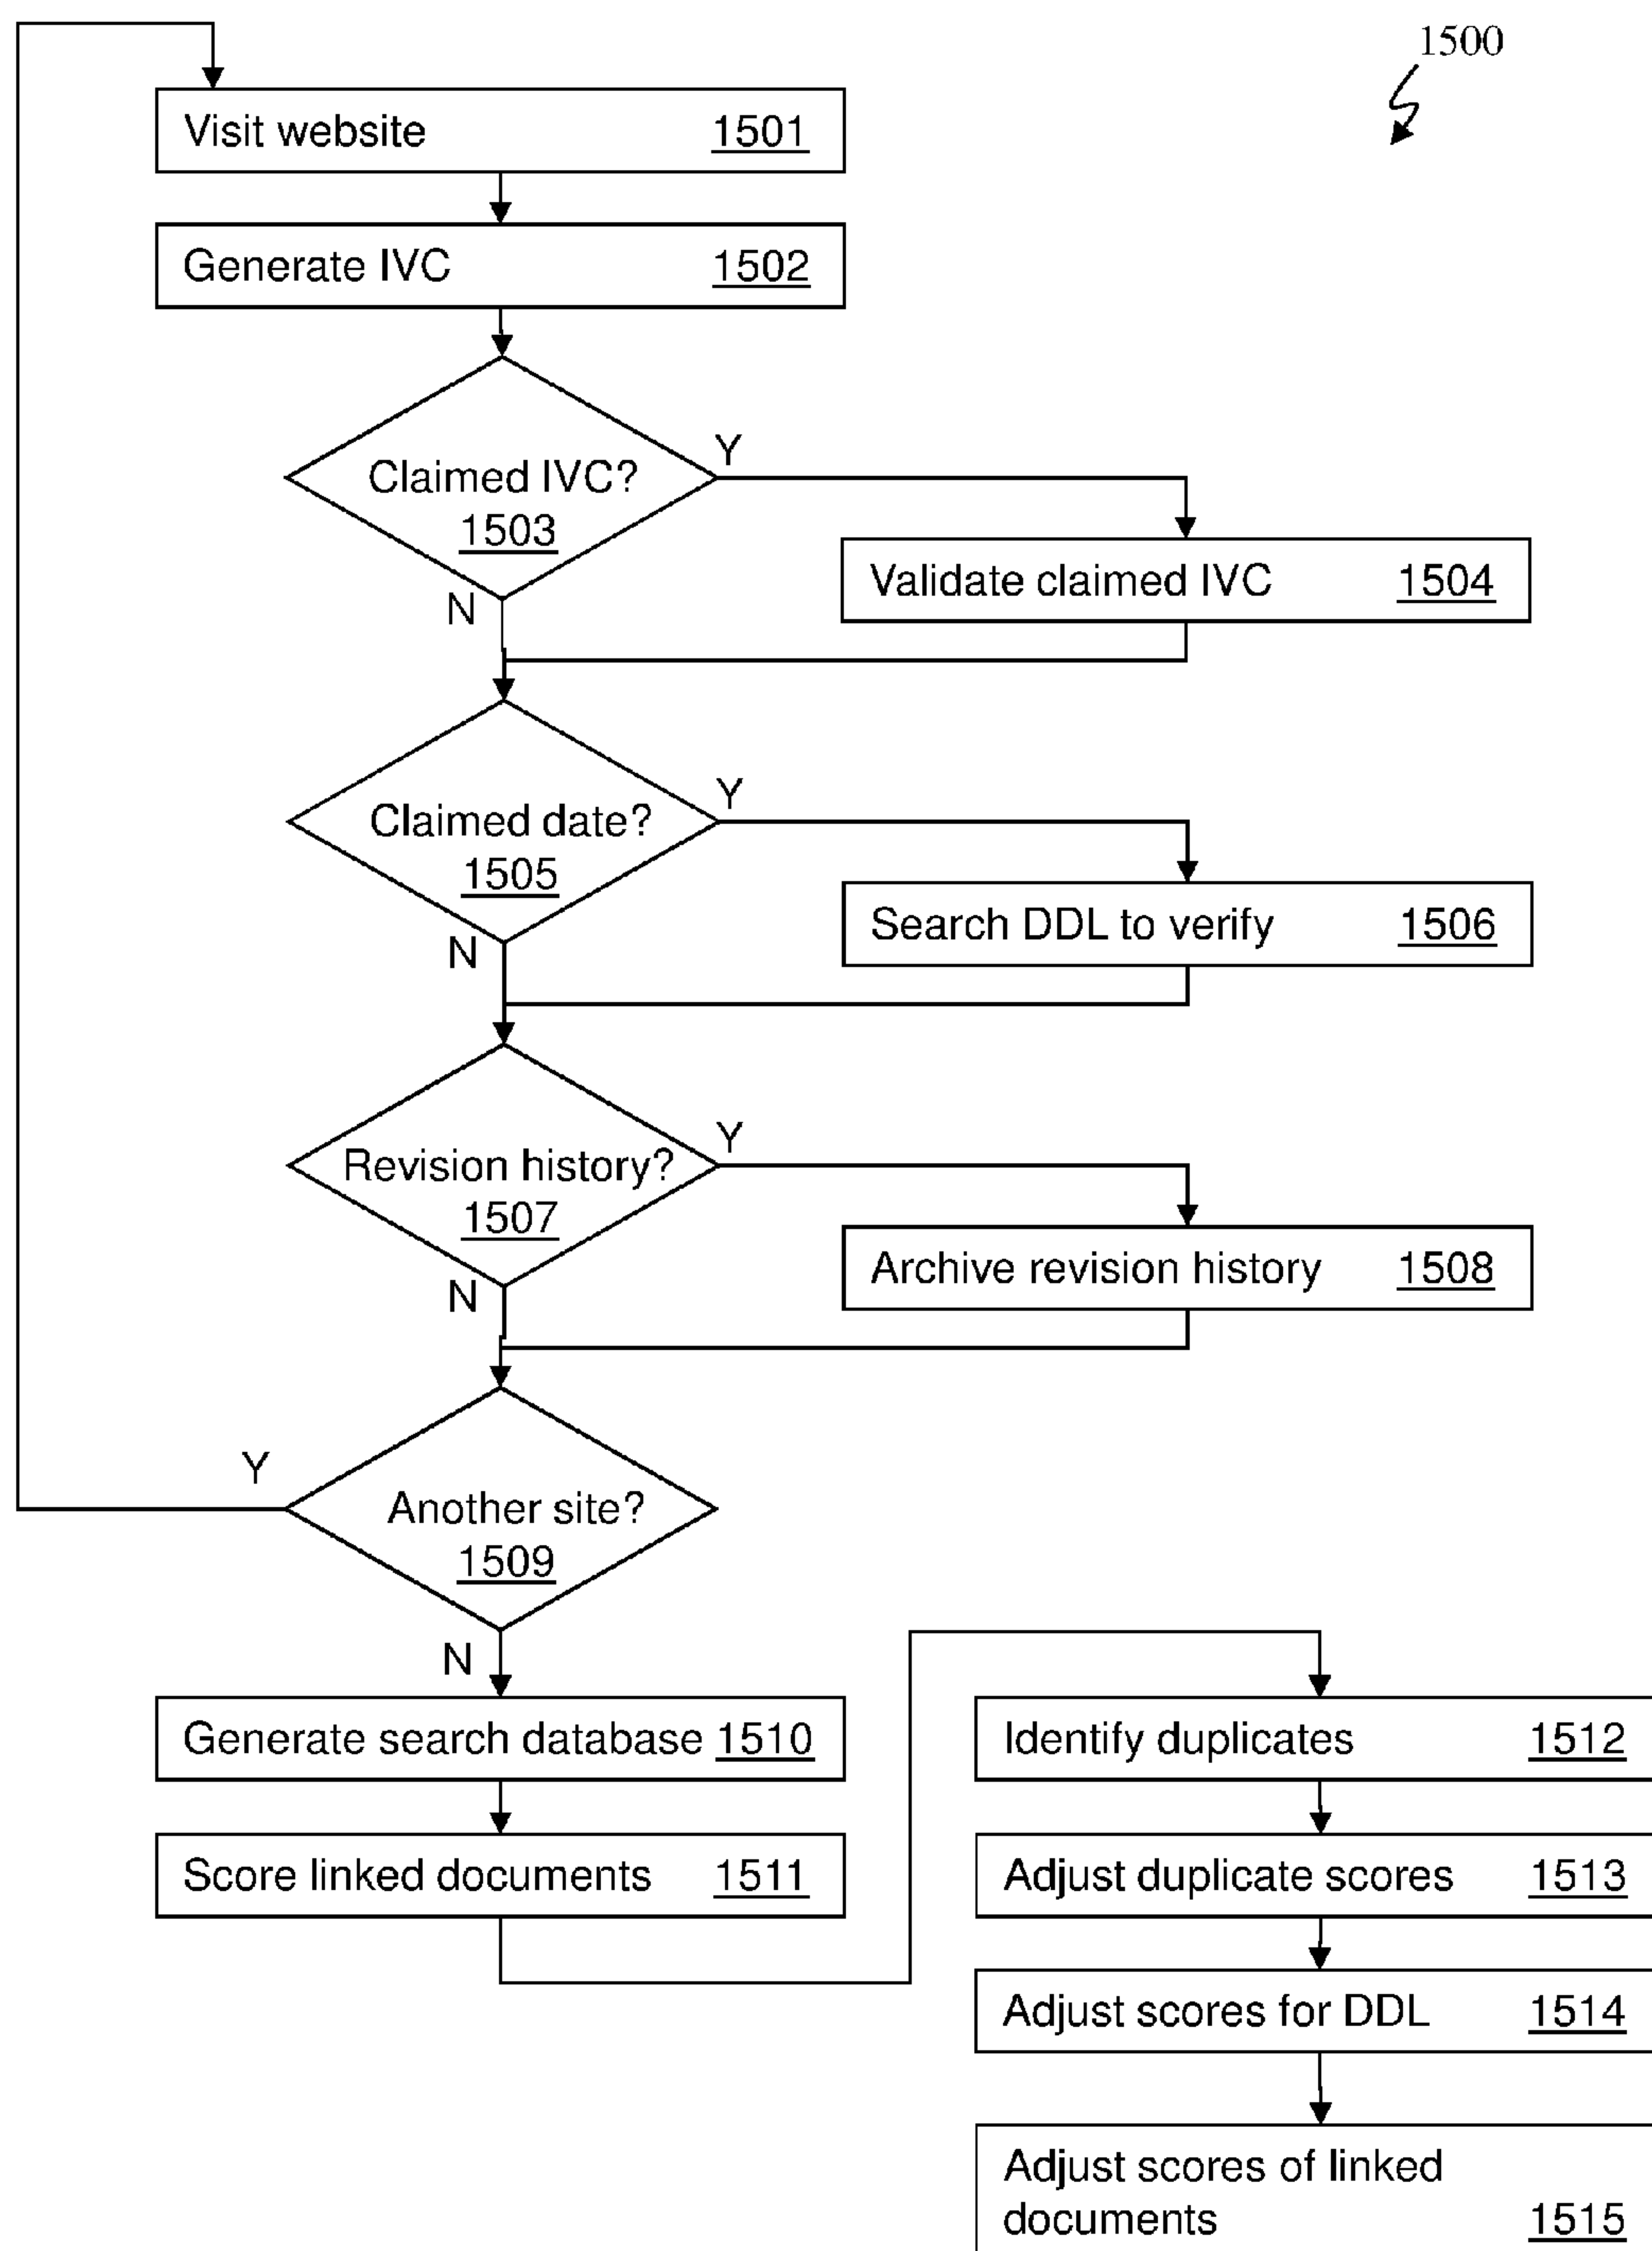 1500
Visit website 1501
Generate IVC 1502
Y
Claimed IVC?
1503
N
Validate claimed IVC 1504
Y
Claimed date?
1505
N
Search DDL to verify 1506
Y
Revision history?
1507
N
Archive revision history 1508
Y
Another site?
1509
N
Generate search database 1510
Score linked documents 1511
Identify duplicates 1512
Adjust duplicate scores 1513
Adjust scores for DDL 1514
Adjust scores of linked
documents 1515